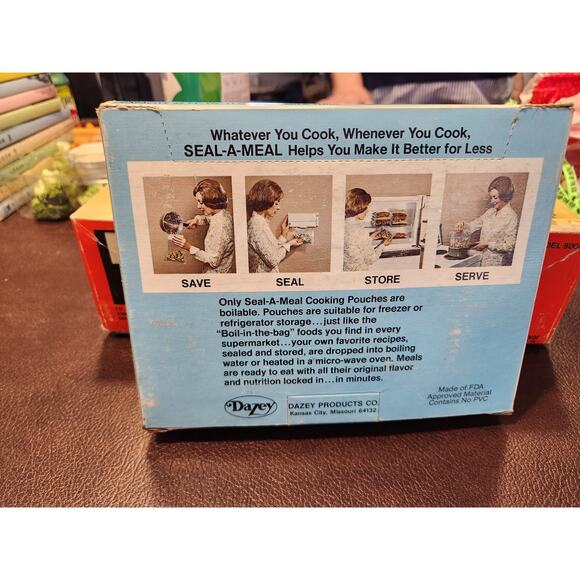 Whatever You Cook, Whenever You Cook,
SEAL-A-MEAL Helps You Make It Better for Less
SAVE
SEAL
STORE
SERVE
Only Seal-A-Meal Cooking Pouches are
boilable. Pouches are suitable for freezer or
refrigerator storage...just like the
"Boil-in-the-bag" foods you find in every
supermarket...your own favorite recipes,
sealed and stored, are dropped into boiling
water or heated in a micro-wave oven. Meals
are ready to eat with all their original flavor
and nutrition locked in...in minutes.
Dazey
DAZEY PRODUCTS CO.
Kansas City, Missouri 64132
Made of FDA
Approved Material
Contains No PVC